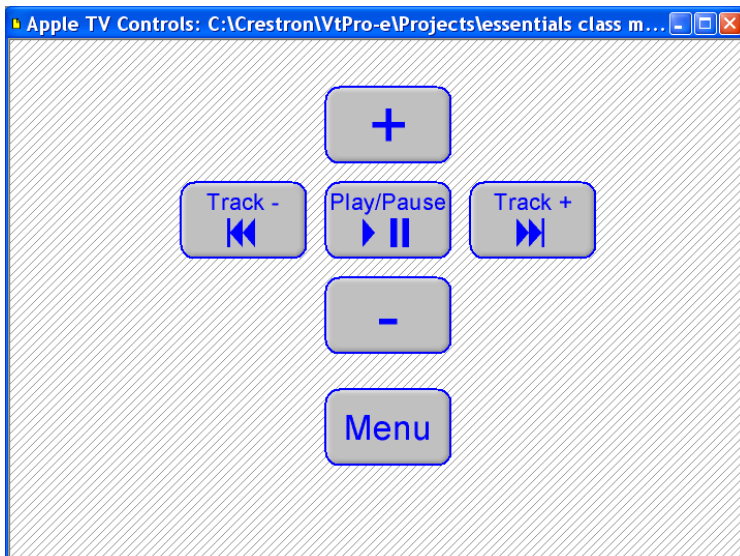 Apple TV Controls: C:\Crestron\VtPro-e\Projects\essentials class m...
+
Track -
Play/Pause
Track +
-
Menu